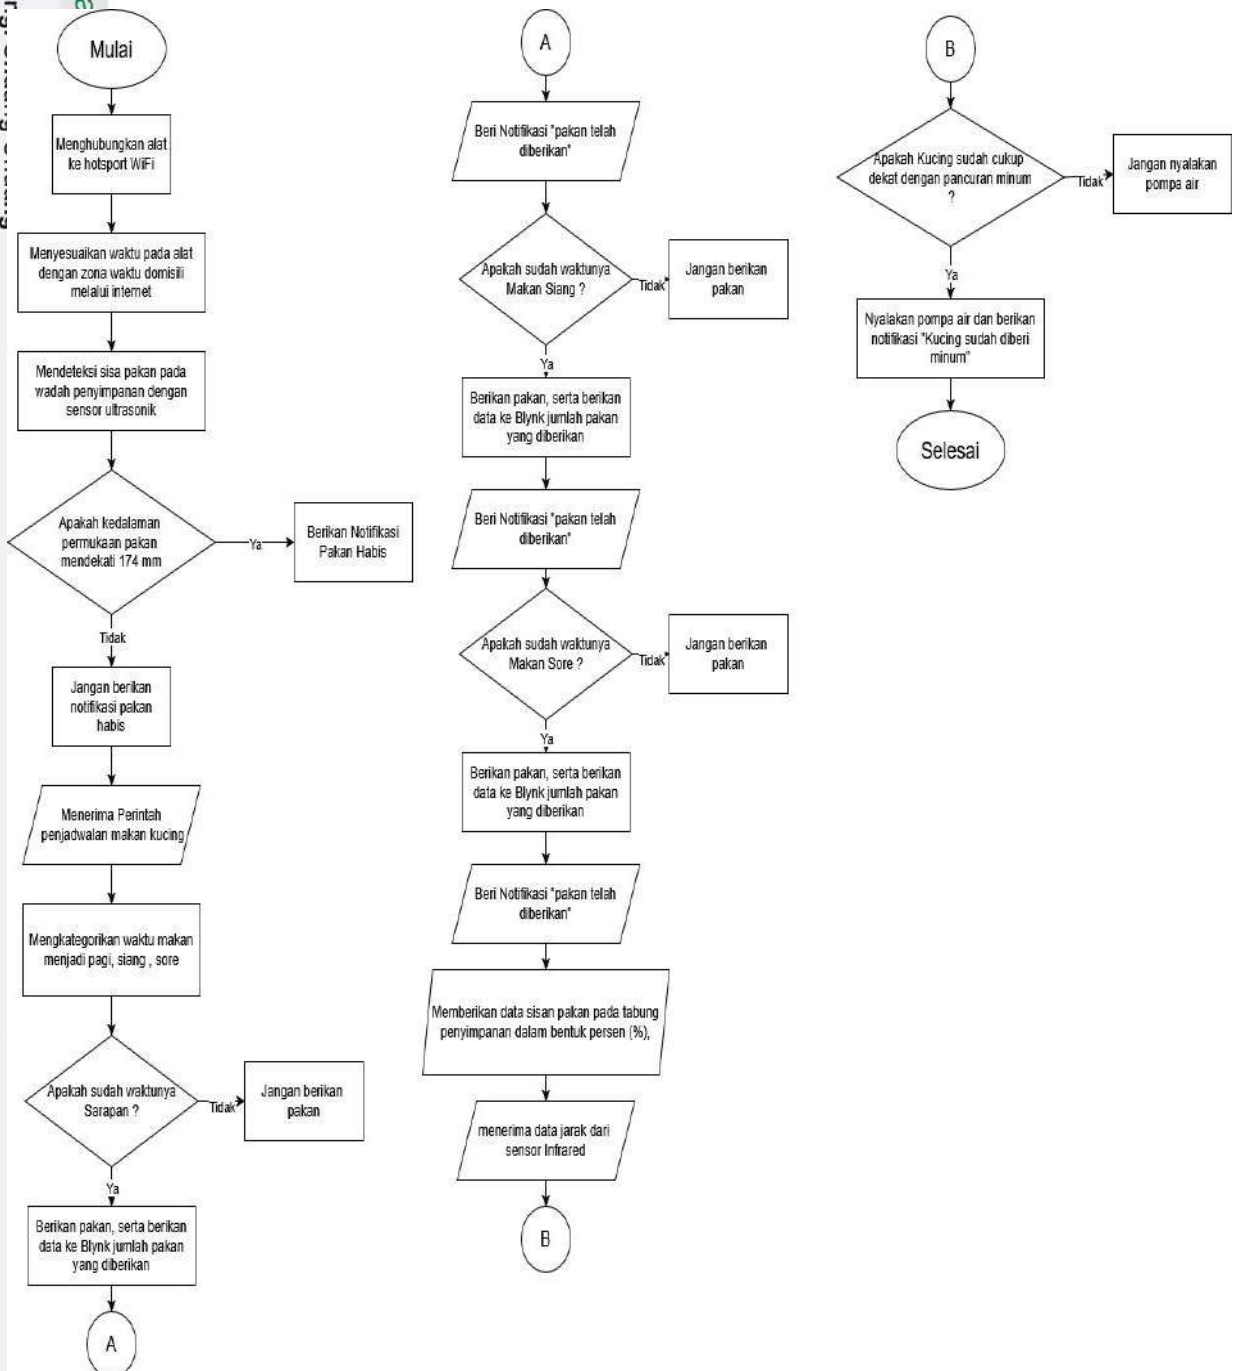 Mulai
Menghubungkan alat
ke hotsport WiFi
Menyesuaikan waktu pada alat
dengan zona waktu domisili
melalui internet
Mendeteksi sisa pakan pada
wadah penyimpanan dengan
sensor ultrasonik
Apakah kedalaman
permukaan pakan
mendekati 174 mm
Ya
Berikan Notifikasi
Pakan Habis
Tidak
Jangan berikan
notifikasi pakan
habis
Menerima Perintah
penjadwalan makan kucing
Mengkategorikan waktu makan
menjadi pagi, siang , sore
Apakah sudah waktunya
Sarapan ?
Tidak
Jangan berikan
pakan
Ya
Berikan pakan, serta berikan
data ke Blynk jumlah pakan
yang diberikan
A
A
Beri Notifikasi "pakan telah
diberikan"
Apakah sudah waktunya
Makan Siang ?
Tidak
Jangan berikan
pakan
Ya
Berikan pakan, serta berikan
data ke Blynk jumlah pakan
yang diberikan
Beri Notifikasi "pakan telah
diberikan"
Apakah sudah waktunya
Makan Sore ?
Tidak
Jangan berikan
pakan
Ya
Berikan pakan, serta berikan
data ke Blynk jumlah pakan
yang diberikan
Beri Notifikasi "pakan telah
diberikan"
Memberikan data sisan pakan pada tabung
penyimpanan dalam bentuk persen (%),
menerima data jarak dari
sensor Infrared
B
B
Apakah Kucing sudah cukup
dekat dengan pancuran minum
?
Tidak
Jangan nyalakan
pompa air
Ya
Nyalakan pompa air dan berikan
notifikasi "Kucing sudah diberi
minum"
Selesai